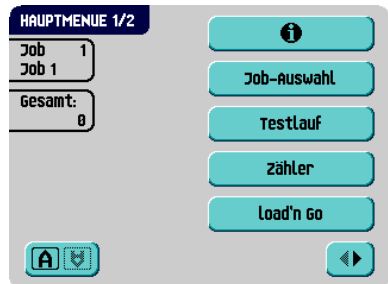 HAUPTMENUE 1/2
Job 1
Job 1
Gesamt:
0
Job-Auswahl
Testlauf
Zähler
load'n Go
A